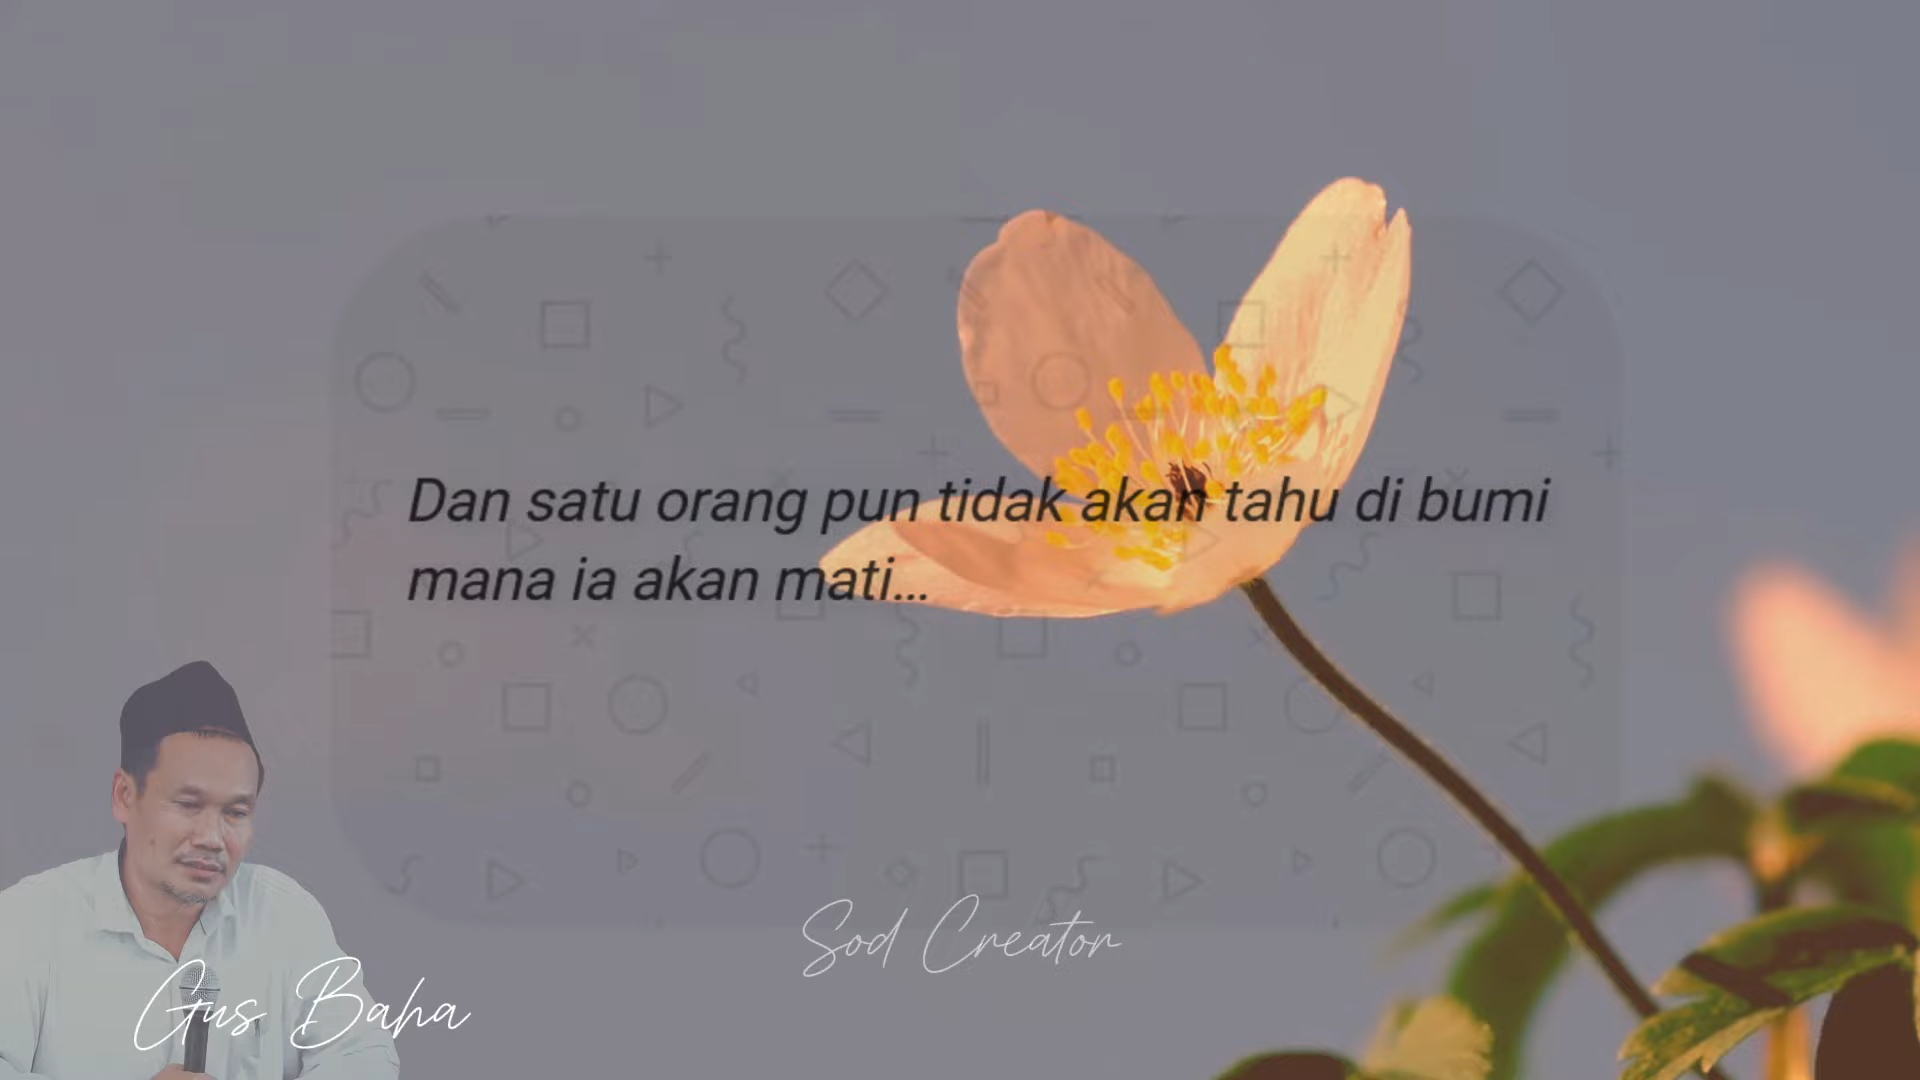 Dan satu orang pun tidak akan tahu di bumi
mana ia akan mati...
Sod Creator
Gus Baha